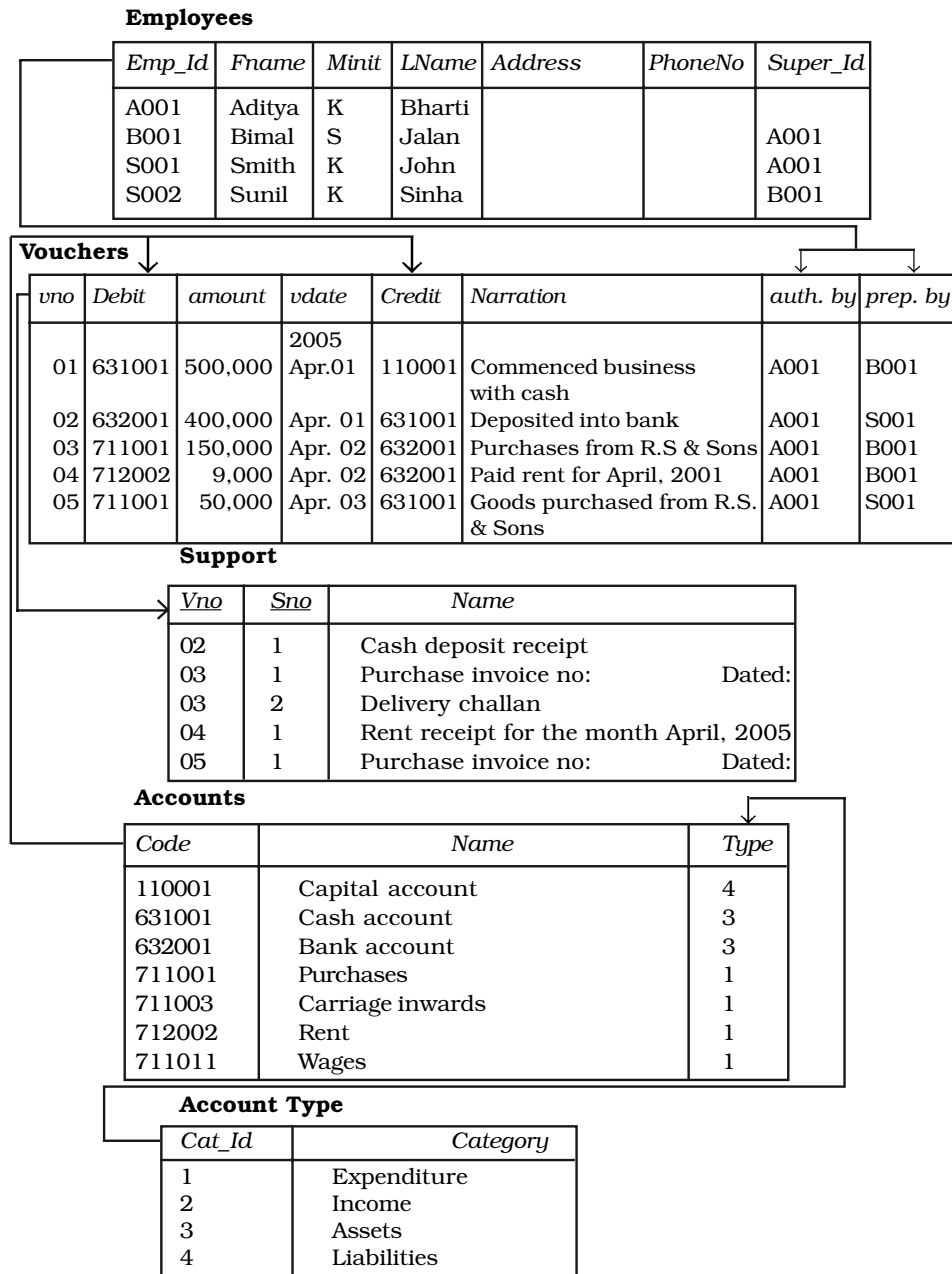 Employees
Emp_Id Fname Minit LName Address PhoneNo Super_Id
A001 Aditya K Bharti
B001 Bimal S Jalan A001
S001 Smith K John A001
S002 Sunil K Sinha B001
Vouchers
vno Debit amount vdate Credit Narration auth. by prep. by
2005
01 631001 500,000 Apr.01 110001 Commenced business A001 B001
with cash
02 632001 400,000 Apr. 01 631001 Deposited into bank A001 S001
03 711001 150,000 Apr. 02 632001 Purchases from R.S & Sons A001 B001
04 712002 9,000 Apr. 02 632001 Paid rent for April, 2001 A001 B001
05 711001 50,000 Apr. 03 631001 Goods purchased from R.S. A001 S001
& Sons
Support
Vno Sno Name
02 1 Cash deposit receipt
03 1 Purchase invoice no: Dated:
03 2 Delivery challan
04 1 Rent receipt for the month April, 2005
05 1 Purchase invoice no: Dated:
Accounts
Code Name Type
110001 Capital account 4
631001 Cash account 3
632001 Bank account 3
711001 Purchases 1
711003 Carriage inwards 1
712002 Rent 1
711011 Wages 1
Account Type
Cat_Id Category
1 Expenditure
2 Income
3 Assets
4 Liabilities